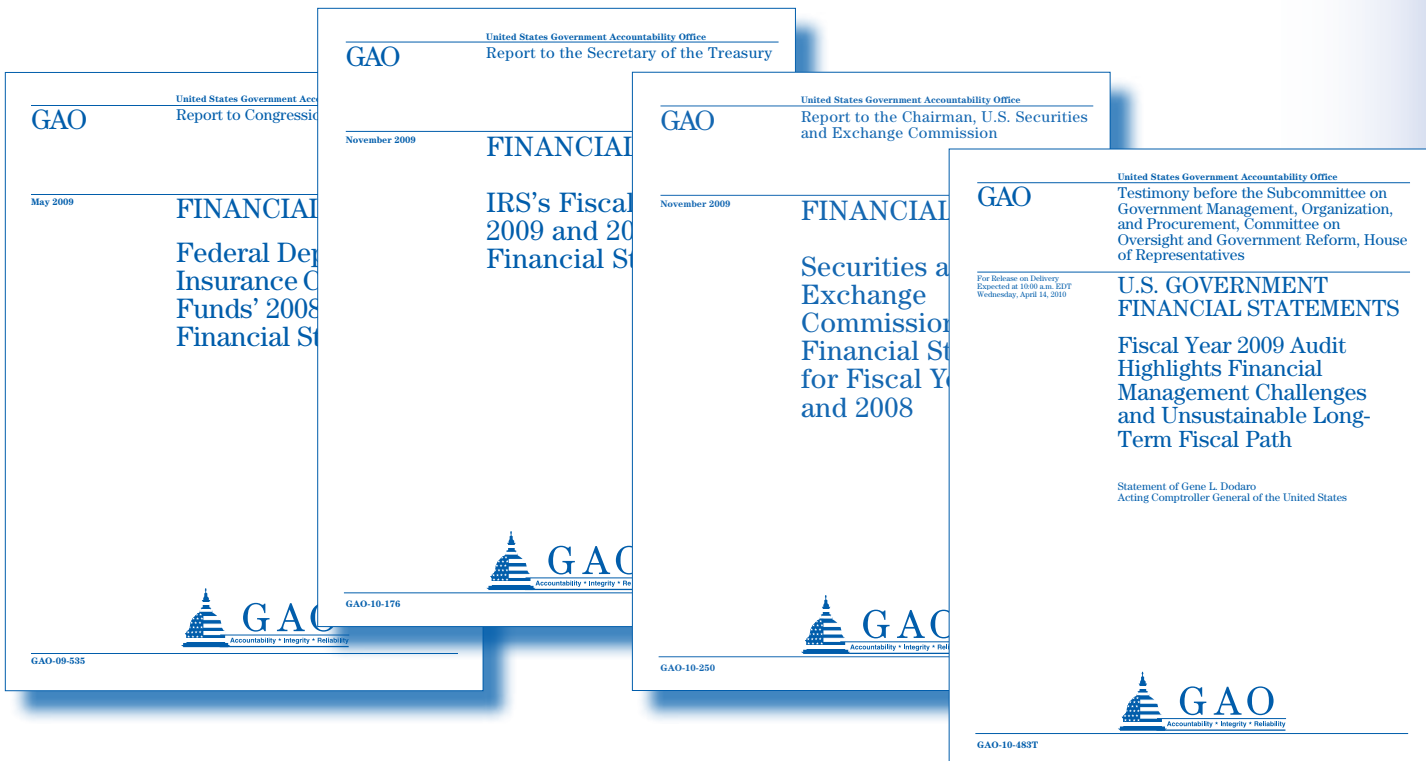 United States Government
GAO
Report to
May 2009
FINANCIAL
Federal
Insurance
Funds' 2008
Financial
GAO
Accountability * Integrity * Reliability
GAO-09-535
United States Government Accountability Office
GAO
Report to the Secretary of the Treasury
November 2009
FINANCIAL
IRS's Fiscal
2009 and
Financial
GAO
Accountability * Integrity *
GAO-10-176
United States Government Accountability Office
GAO
Report to the Chairman, U.S. Securities
and Exchange Commission
November 2009
FINANCIAL
Securities
Exchange
Commission
Financial
for Fiscal
and 2008
GAO
Accountability * Integrity *
GAO-10-250
United States Government Accountability Office
GAO
Testimony before the Subcommittee on
Government Management, Organization,
and Procurement, Committee on
Oversight and Government Reform, House
of Representatives
For Release on Delivery
Expected at 10:00 a.m. EDT
Wednesday, April 14, 2010
U.S. GOVERNMENT
FINANCIAL STATEMENTS
Fiscal Year 2009 Audit
Highlights Financial
Management Challenges
and Unsustainable Long-
Term Fiscal Path
Statement of Gene L. Dodaro
Acting Comptroller General of the United States
GAO
Accountability * Integrity * Reliability
GAO-10-483T